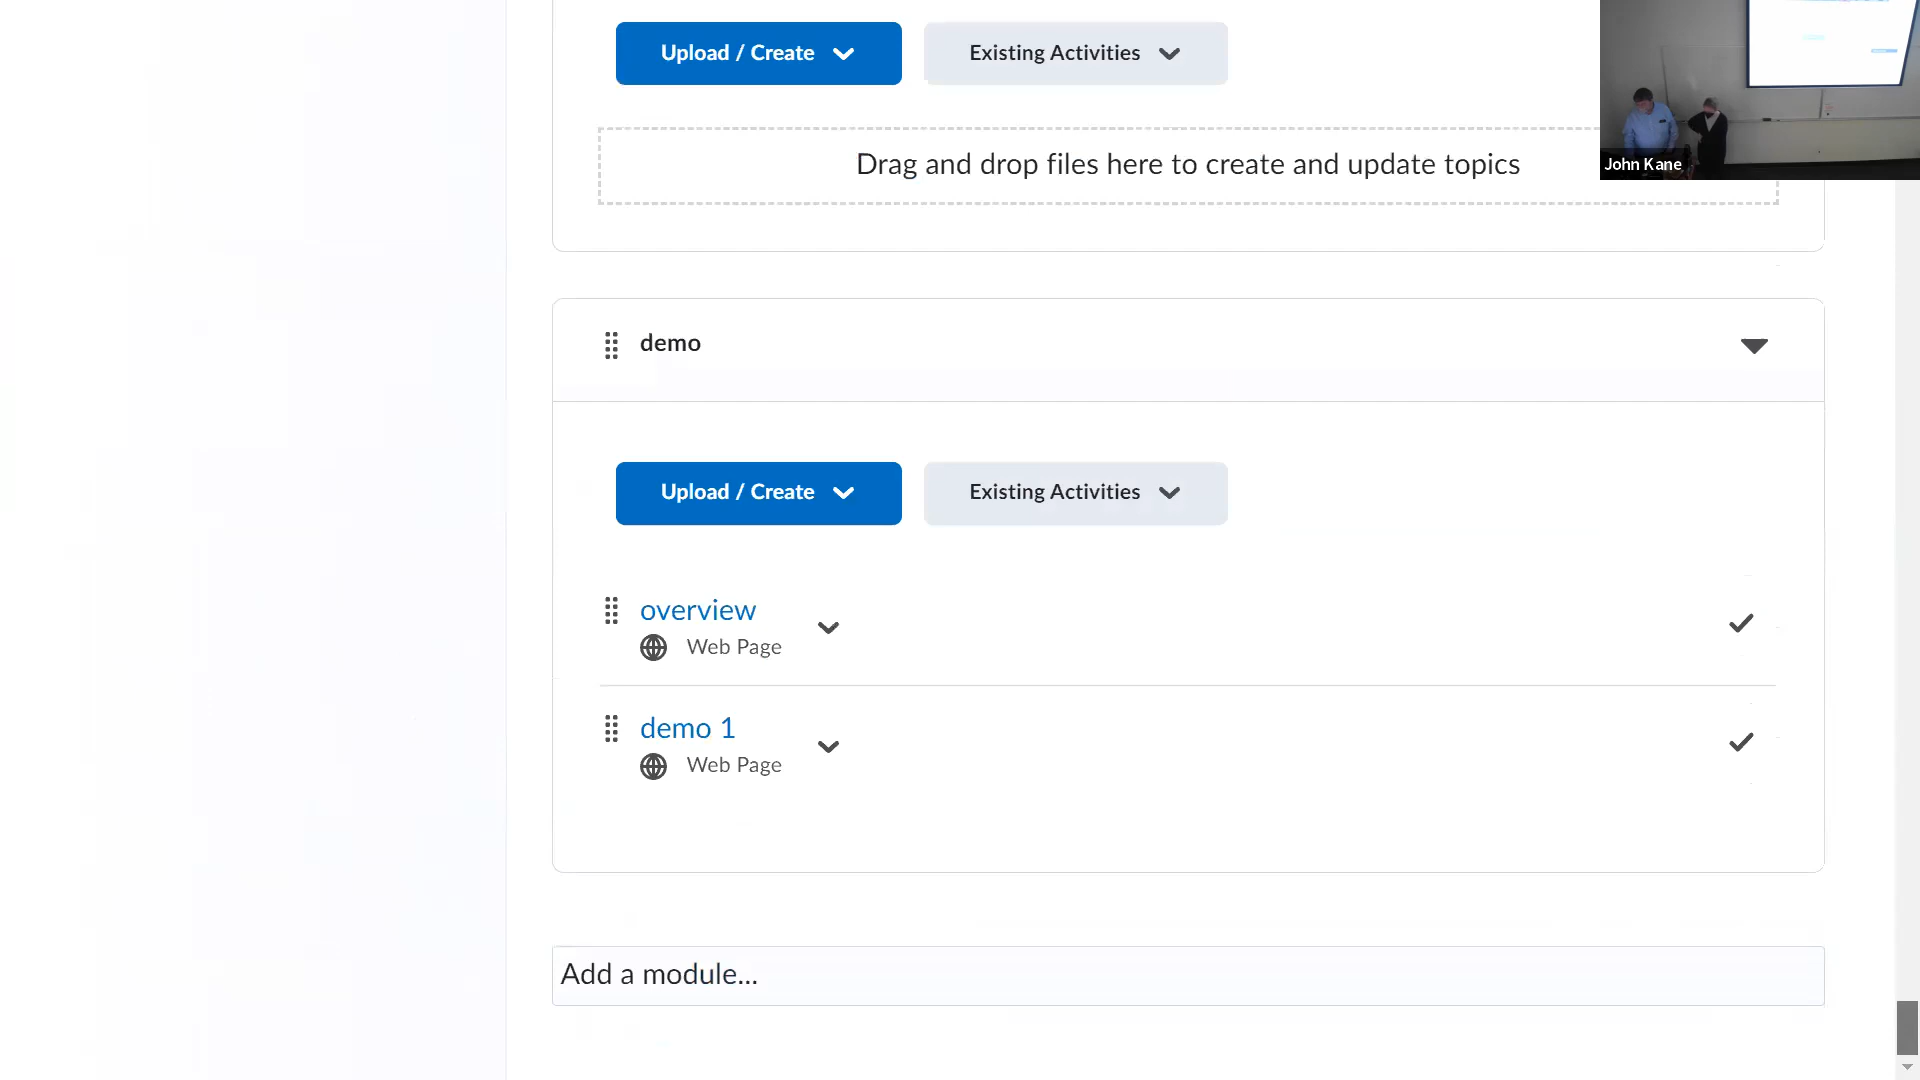 Upload / Create
Existing Activities
Drag and drop files here to create and update topics
John Kane
demo
Upload / Create
Existing Activities
overview
Web Page
demo 1
Web Page
Add a module...